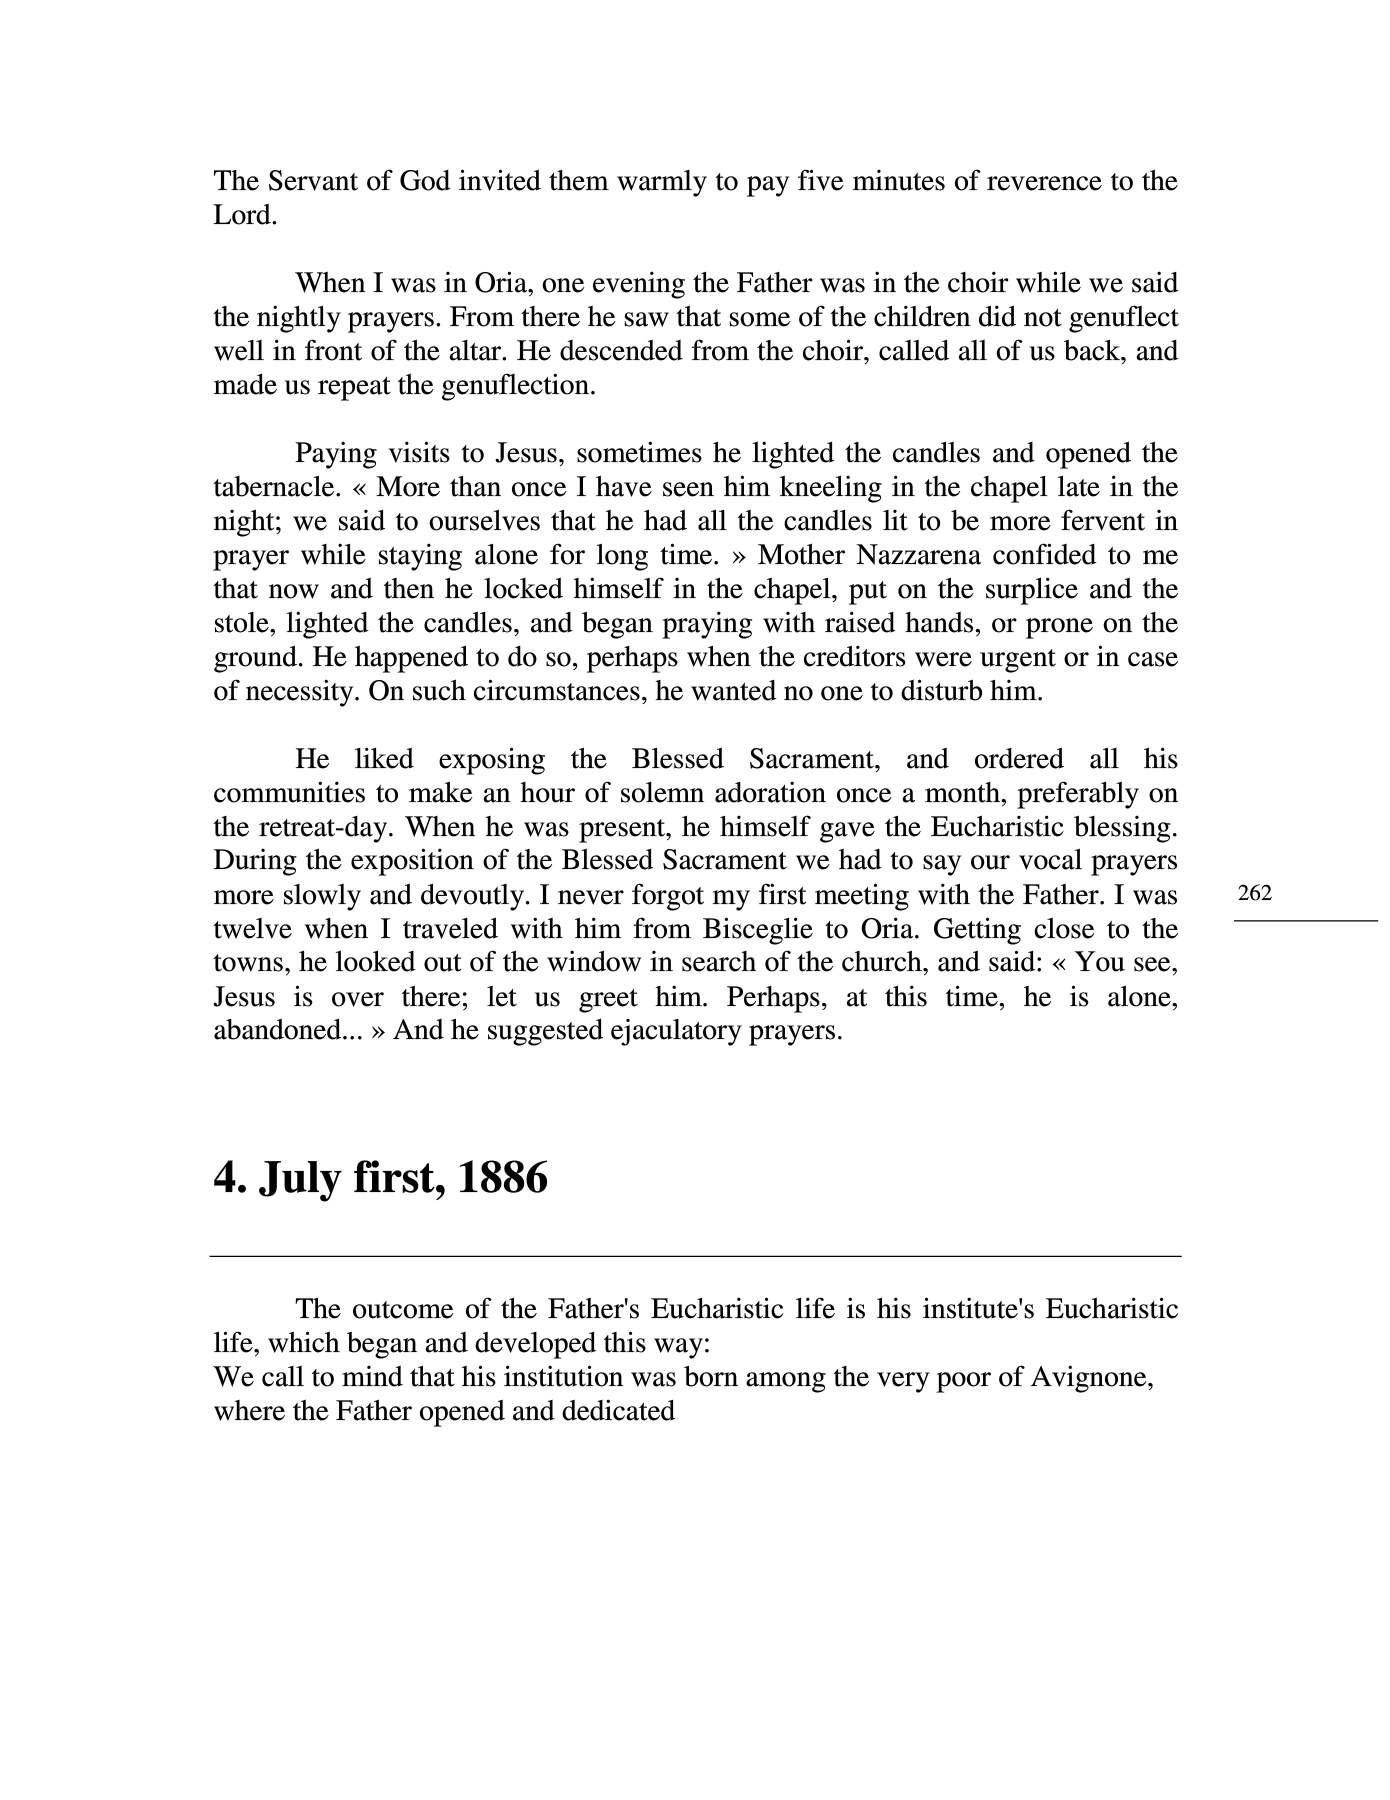 The Servant of God invited them warmly to pay five minutes of reverence to the
Lord.
When I was in Oria, one evening the Father was in the choir while we said
the nightly prayers. From there he saw that some of the children did not genuflect
well in front of the altar. He descended from the choir, called all of us back, and
made us repeat the genuflection.
Paying visits to Jesus, sometimes he lighted the candles and opened the
tabernacle. « More than once I have seen him kneeling in the chapel late in the
night; we said to ourselves that he had all the candles lit to be more fervent in
prayer while staying alone for long time. » Mother Nazzarena confided to me
that now and then he locked himself in the chapel, put on the surplice and the
stole, lighted the candles, and began praying with raised hands, or prone on the
ground. He happened to do so, perhaps when the creditors were urgent or in case
of necessity. On such circumstances, he wanted no one to disturb him.
He liked exposing the Blessed Sacrament, and ordered all his
communities to make an hour of solemn adoration once a month, preferably on
the retreat-day. When he was present, he himself gave the Eucharistic blessing.
During the exposition of the Blessed Sacrament we had to say our vocal prayers
more slowly and devoutly. I never forgot my first meeting with the Father. I was
twelve when I traveled with him from Bisceglie to Oria. Getting close to the
towns, he looked out of the window in search of the church, and said: « You see,
Jesus is over there; let us greet him. Perhaps, at this time, he is alone,
abandoned... » And he suggested ejaculatory prayers.
262
4. July first, 1886
The outcome of the Father's Eucharistic life is his institute's Eucharistic
life, which began and developed this way:
We call to mind that his institution was born among the very poor of Avignone,
where the Father opened and dedicated